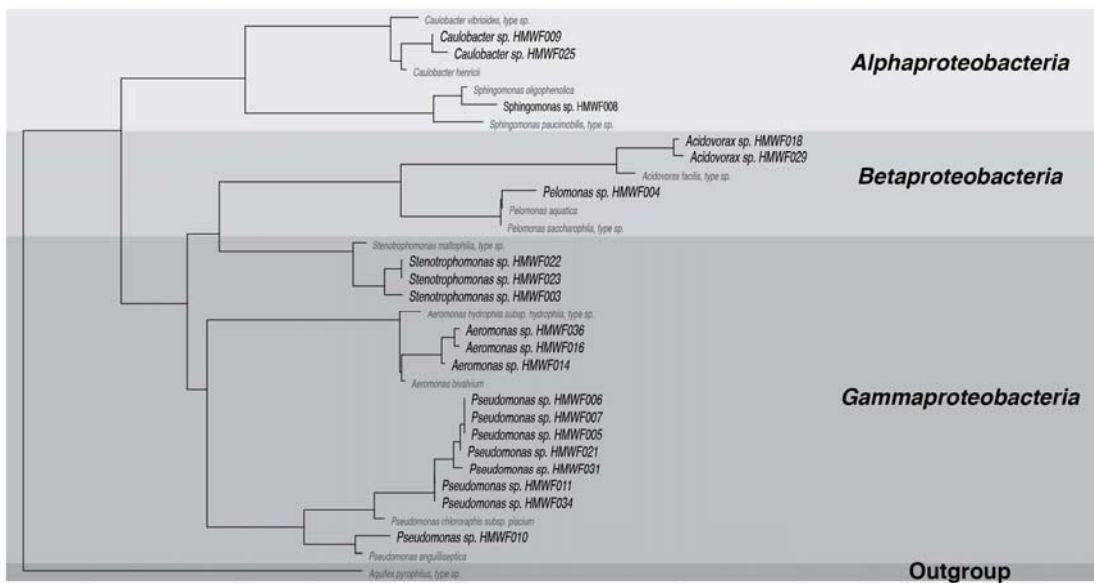 Caulobacter vibrioides, type sp.
Caulobacter sp. HMWF009
Caulobacter sp. HMWF025
Caulobacter henricii
Alphaproteobacteria
Sphingomonas oligophenolica
Sphingomonas sp. HMWF008
Sphingomonas paucimobilis, type sp.
Acidovorax sp. HMWF018
Acidovorax sp. HMWF029
Acidovorax facilis, type sp.
Betaproteobacteria
Pelomonas sp. HMWF004
Pelomonas aquatica
Pelomonas saccharophila, type sp.
Stenotrophomonas maltophilia, type sp.
Stenotrophomonas sp. HMWF022
Stenotrophomonas sp. HMWF023
Stenotrophomonas sp. HMWF003
Aeromonas hydrophila subsp. hydrophila, type sp.
Aeromonas sp. HMWF036
Aeromonas sp. HMWF016
Aeromonas sp. HMWF014
Aeromonas bivalvium
Gammaproteobacteria
Pseudomonas sp. HMWF006
Pseudomonas sp. HMWF007
Pseudomonas sp. HMWF005
Pseudomonas sp. HMWF021
Pseudomonas sp. HMWF031
Pseudomonas sp. HMWF011
Pseudomonas sp. HMWF034
Pseudomonas chlororaphis subsp. piscium
Pseudomonas sp. HMWF010
Pseudomonas anguilliseptica
Aquifex pyrophilus, type sp.
Outgroup